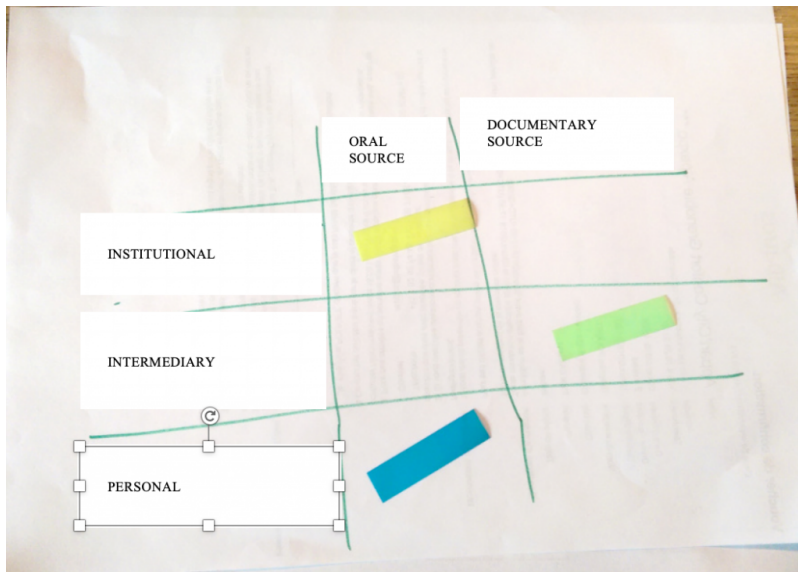 ORAL
SOURCE
DOCUMENTARY
SOURCE
INSTITUTIONAL
INTERMEDIARY
PERSONAL